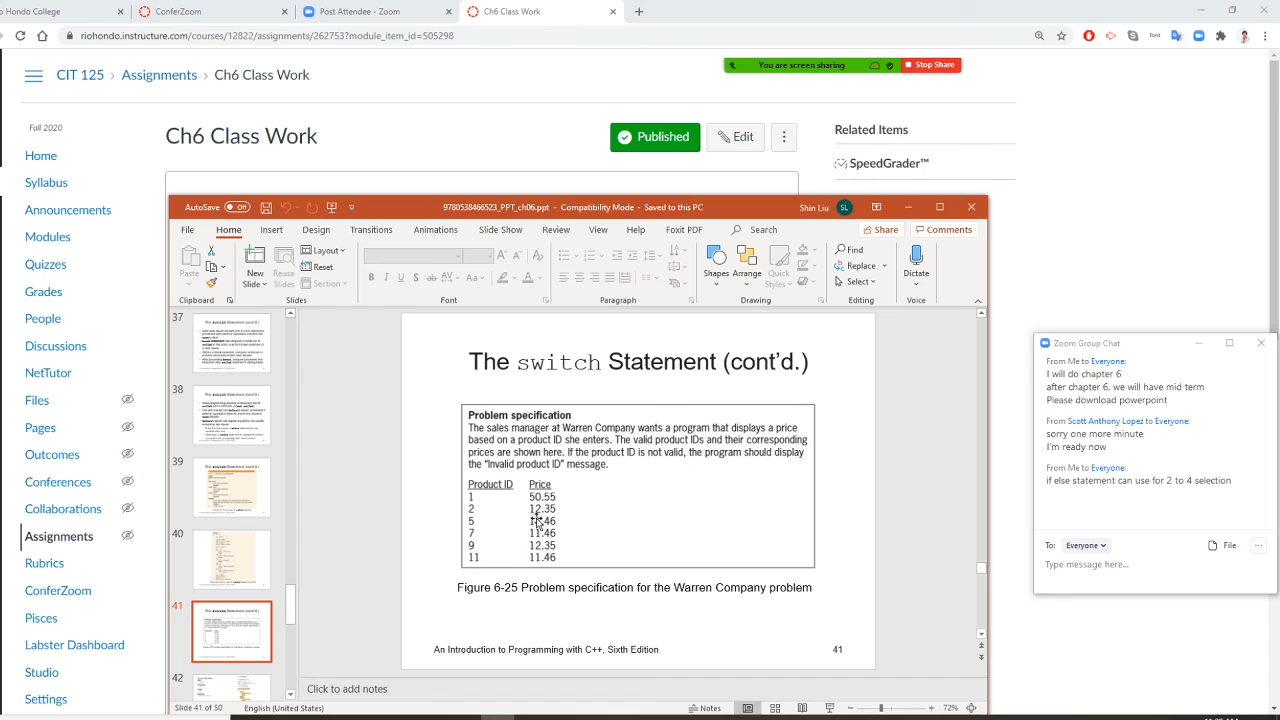 o Hondo College
ConferZoom
Post Attendee - Zoom
Ch6 Class Work
riohondo.instructure.com/courses/12822/assignments/262753?module_item_id=505298
You are screen sharing
Stop Share
CIT 125 › Assignments › Ch6 Class Work
Fall 2020
Home
Syllabus
Announcements
Modules
Quizzes
Grades
People
Discussions
NetTutor
Files
Pages
Outcomes
Conferences
Collaborations
Assignments
Rubrics
ConferZoom
Pisces
Labster Dashboard
Studio
Settings
Ch6 Class Work
Published
Edit
Related Items
SpeedGrader™
AutoSave Off
9780538466523_PPT_ch06.ppt - Compatibility Mode - Saved to this PC
Shin Liu SL
File Home Insert Design Transitions Animations Slide Show Review View Help Foxit PDF Search
Share Comments
Paste
New Slide
Reuse Slides
Layout
Reset
Section
Shapes
Arrange
Quick Styles
Find
Replace
Select
Dictate
Clipboard Slides Font Paragraph Drawing Editing Voice
37
38
39
40
41
42
The switch Statement (cont'd.)
Problem specification
The sales manager at Warren Company wants a program that displays a price
based on a product ID she enters. The valid product IDs and their corresponding
prices are shown here. If the product ID is not valid, the program should display
the "Invalid product ID" message.
Product ID Price
1 50.55
2 12.35
5 11.46
7 11.46
9 12.35
11 11.46
Figure 6-25 Problem specification for the Warren Company problem
An Introduction to Programming with C++, Sixth Edition 41
Click to add notes
Slide 41 of 50 English (United States) Notes 72%
Zoom Group Chat
From Me to Everyone:
I will do chapter 6
after chapter 6, we will have mid term
Please download powerpoint
From Scott Anthony Lopez to Everyone:
sorry one more minute
I'm ready now
From Me to Everyone:
if else statement can use for 2 to 4 selection
To: Everyone File
Type message here...